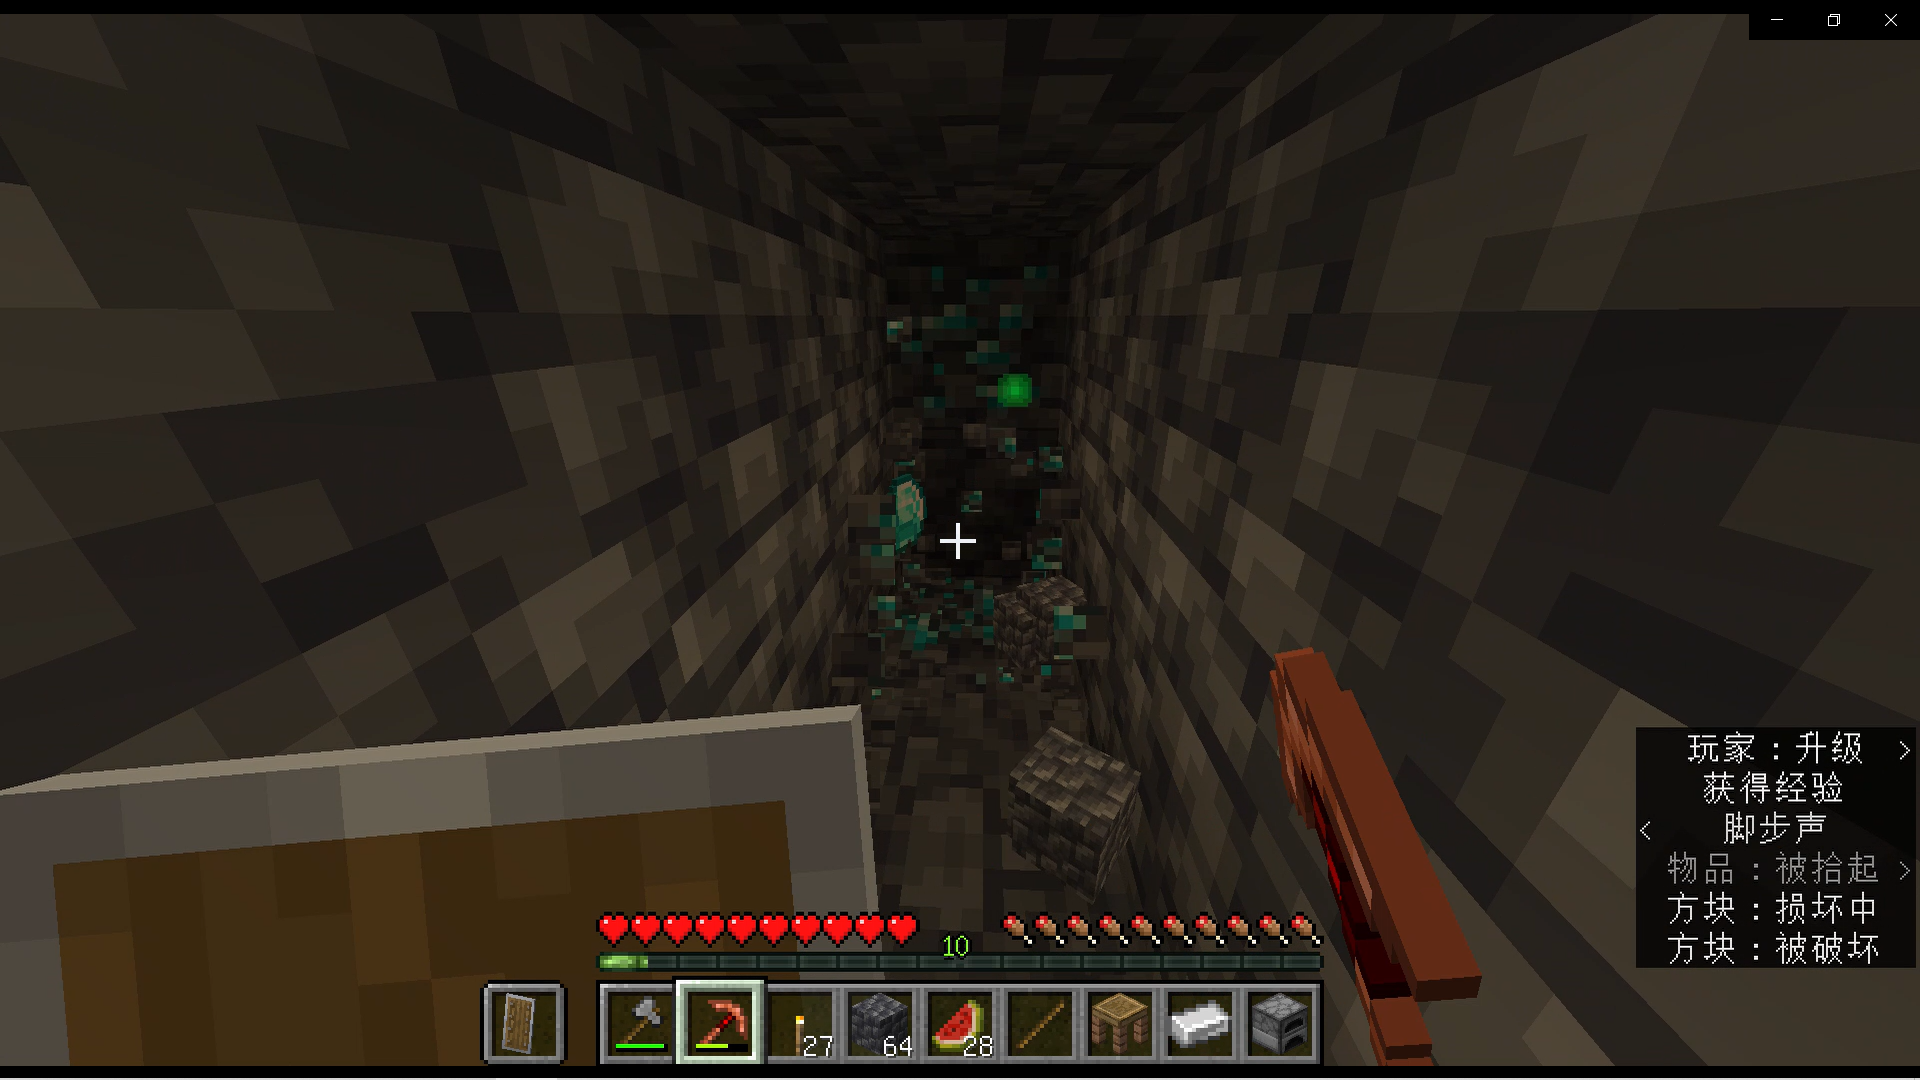 玩家：升级 >
获得经验
< 脚步声
物品：被拾起 >
方块：损坏中
方块：被破坏
10
27
64
28